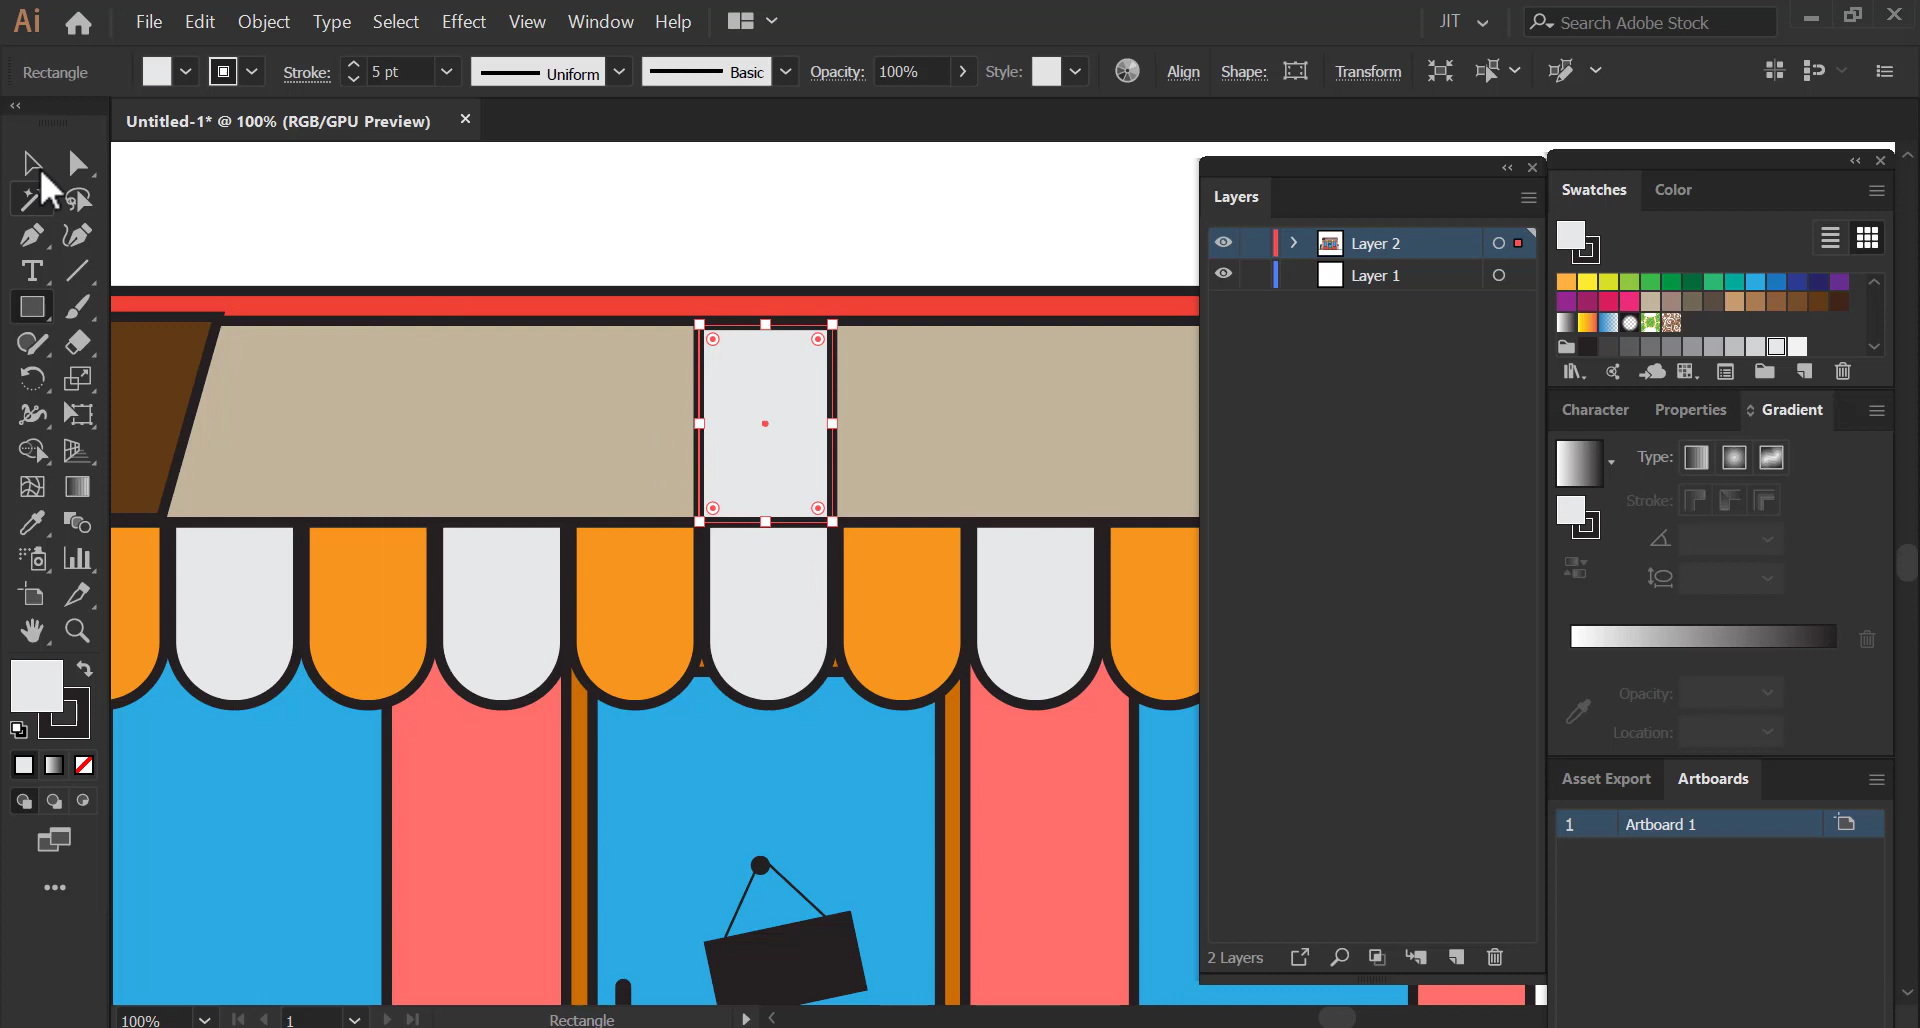 Ai File Edit Object Type Select Effect View Window Help JIT Search Adobe Stock
Rectangle Stroke: 5 pt Uniform Basic Opacity: 100% Style: Align Shape: Transform
Untitled-1* @ 100% (RGB/GPU Preview)
Layers
Layer 2
Layer 1
2 Layers
Swatches Color
Character Properties Gradient
Type:
Stroke:
Opacity:
Location:
Asset Export Artboards
1 Artboard 1
100% 1 Rectangle